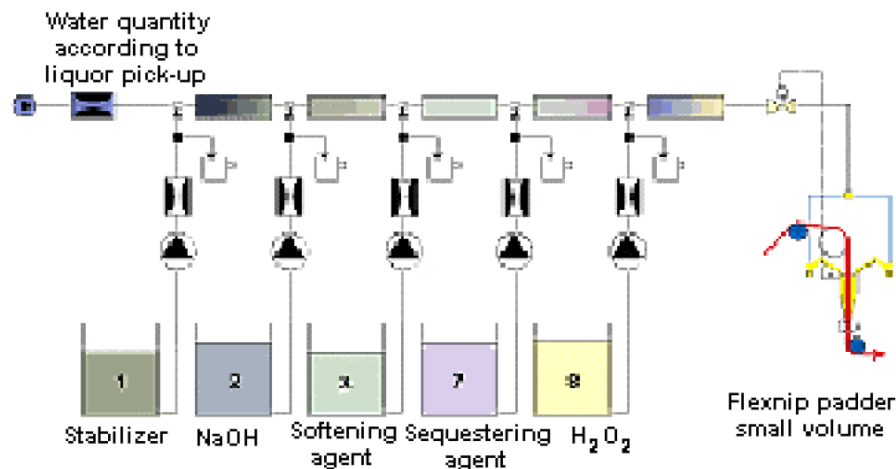 Water quantity
according to
liquor pick-up
1
2
7
Stabilizer
NaOH
Softening
agent
Sequestering
agent
H₂O₂
Flexnip padder
small volume